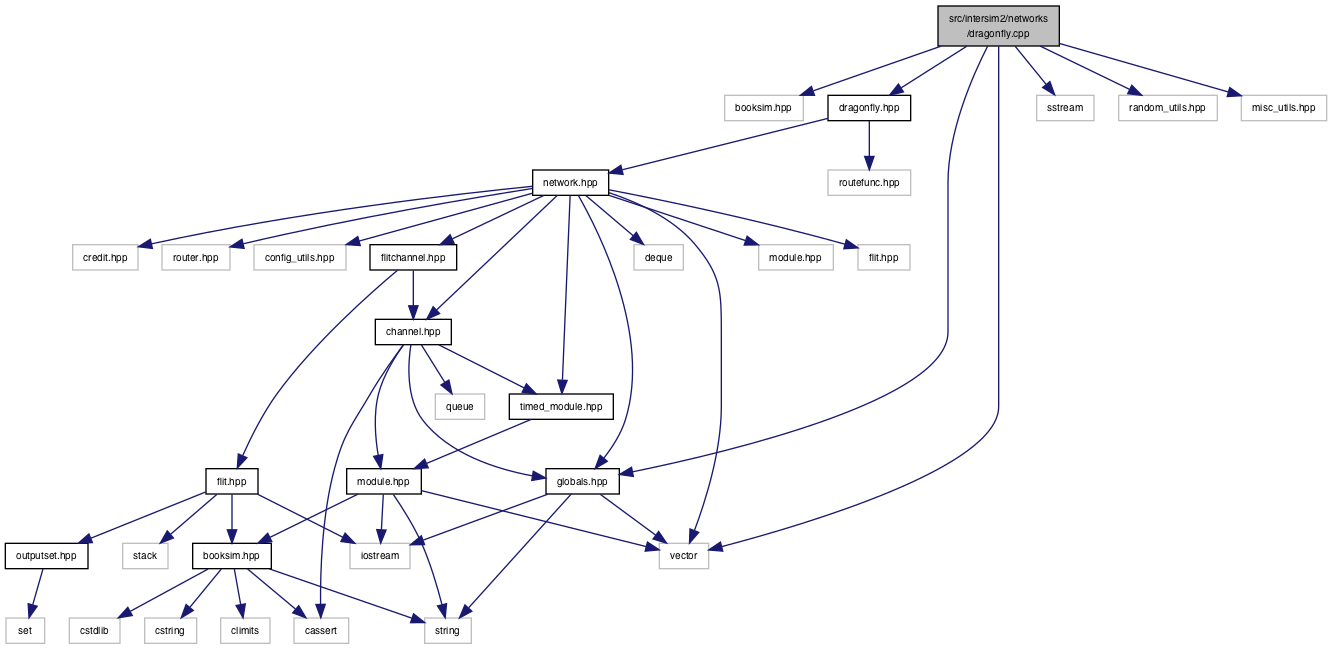 src/intersim2/networks
/dragonfly.cpp
booksim.hpp
dragonfly.hpp
sstream
random_utils.hpp
misc_utils.hpp
network.hpp
routefunc.hpp
credit.hpp
router.hpp
config_utils.hpp
flitchannel.hpp
deque
module.hpp
flit.hpp
channel.hpp
queue
timed_module.hpp
flit.hpp
module.hpp
globals.hpp
outputset.hpp
stack
booksim.hpp
iostream
vector
set
cstdlib
cstring
climits
cassert
string